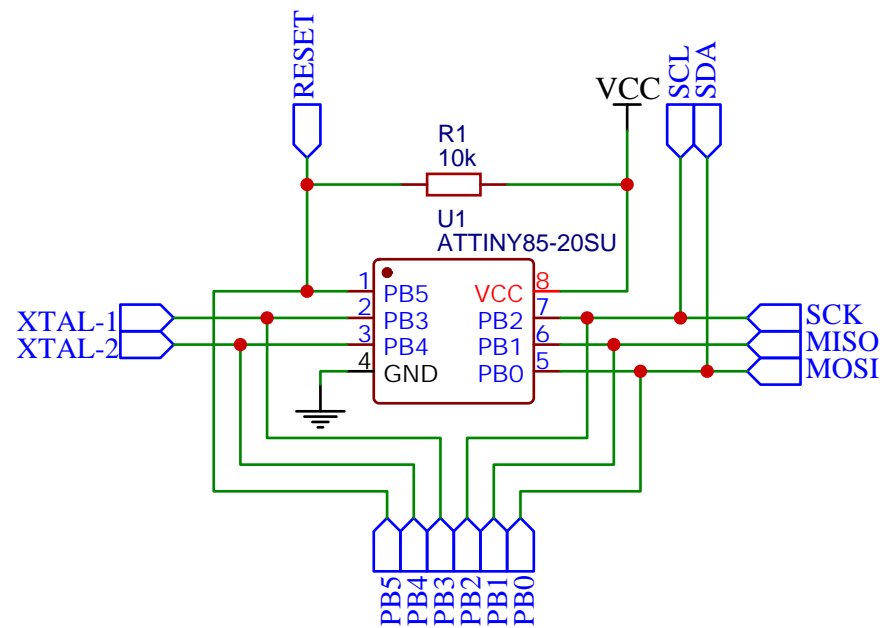 RESET
VCC
SCL
SDA
R1
10k
U1
ATTINY85-20SU
1
PB5
VCC
8
XTAL-1
2
PB3
PB2
7
SCK
XTAL-2
3
PB4
PB1
6
MISO
4
GND
PB0
5
MOSI
PB5
PB4
PB3
PB2
PB1
PB0